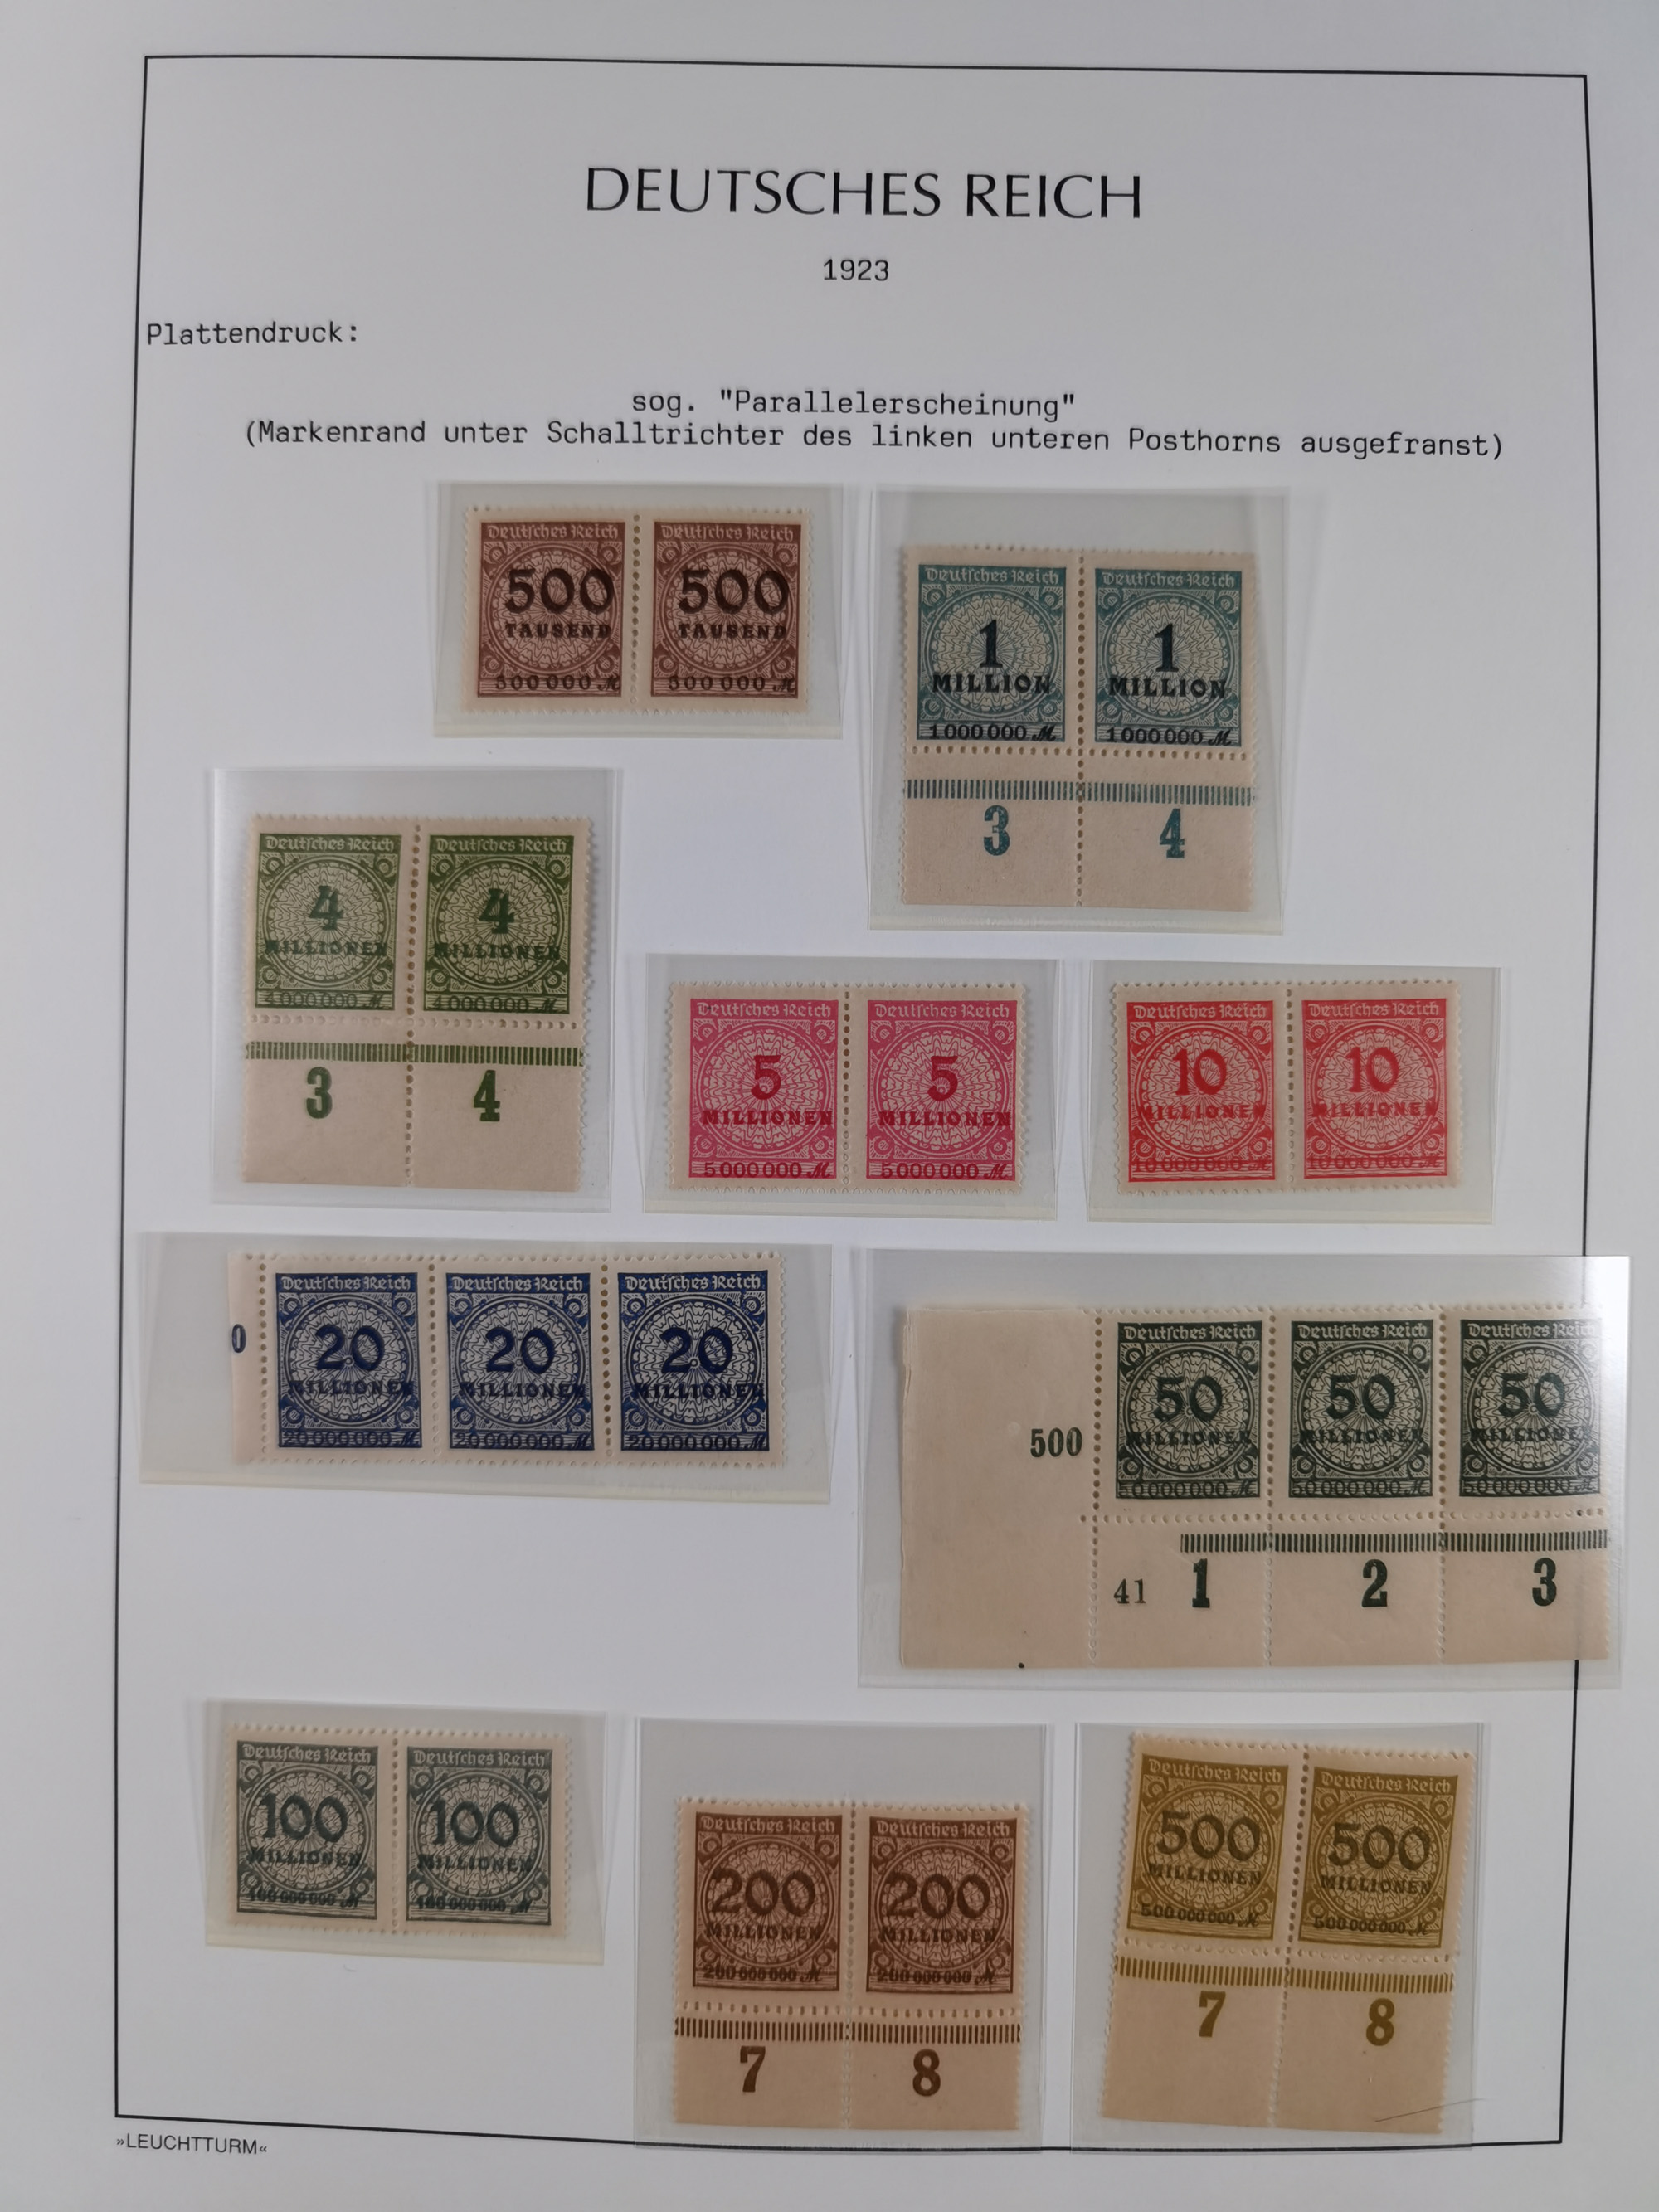 DEUTSCHES REICH
1923
Plattendruck:
sog. "Parallelerscheinung"
(Markenrand unter Schalltrichter des linken unteren Posthorns ausgefranst)
Deutsches Reich Deutsches Reich
500 500
TAUSEND TAUSEND
500 000 M 500 000 M
Deutsches Reich Deutsches Reich
1 1
MILLION MILLION
1 000 000 M 1 000 000 M
3 4
Deutsches Reich Deutsches Reich
4 4
MILLIONEN MILLIONEN
4 000 000 M 4 000 000 M
3 4
Deutsches Reich Deutsches Reich
5 5
MILLIONEN MILLIONEN
5 000 000 M 5 000 000 M
Deutsches Reich Deutsches Reich
10 10
MILLIONEN MILLIONEN
10 000 000 M 10 000 000 M
Deutsches Reich Deutsches Reich Deutsches Reich
0 20 20 20
MILLIONEN MILLIONEN MILLIONEN
20 000 000 M 20 000 000 M 20 000 000 M
Deutsches Reich Deutsches Reich Deutsches Reich
50 50 50
500 MILLIONEN MILLIONEN MILLIONEN
50 000 000 M 50 000 000 M 50 000 000 M
41 1 2 3
Deutsches Reich Deutsches Reich
100 100
MILLIONEN MILLIONEN
100 000 000 M 100 000 000 M
Deutsches Reich Deutsches Reich
200 200
MILLIONEN MILLIONEN
200 000 000 M 200 000 000 M
7 8
Deutsches Reich Deutsches Reich
500 500
MILLIONEN MILLIONEN
500 000 000 M 500 000 000 M
7 8
»LEUCHTTURM«